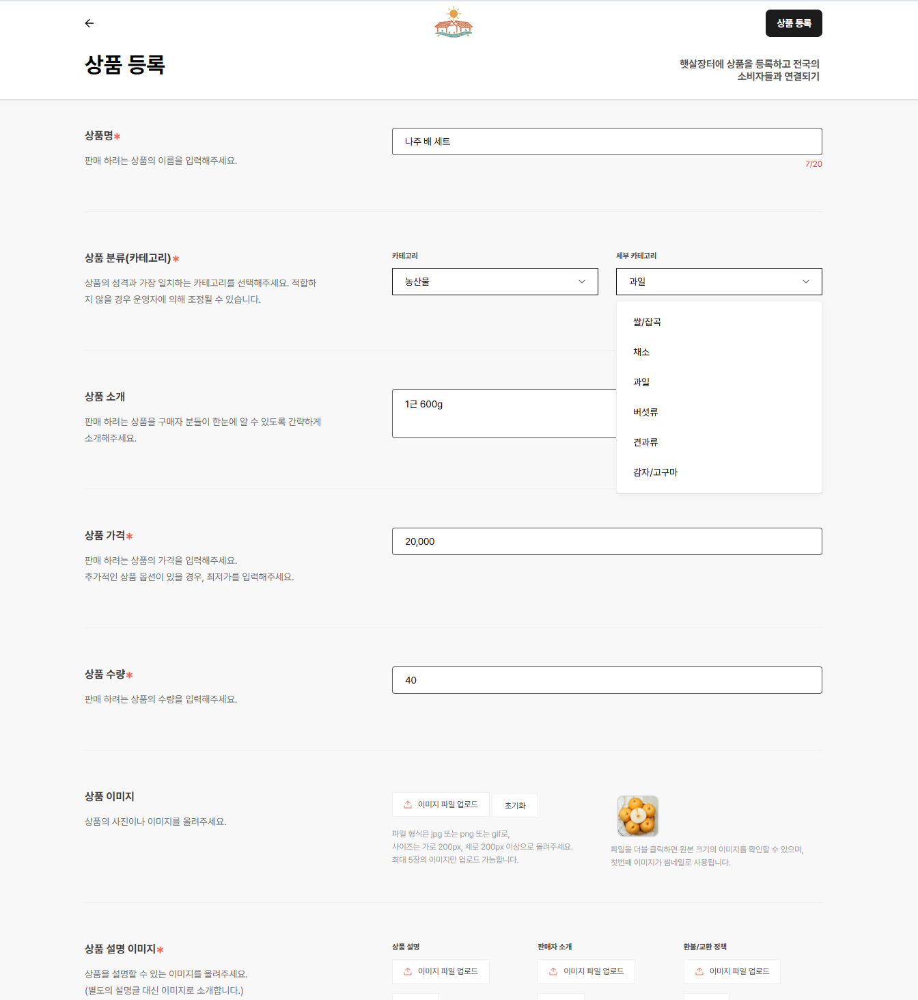 상품 등록
상품 등록
햇살장터에 상품을 등록하고 전국의
소비자들과 연결되기
상품명*
판매 하려는 상품의 이름을 입력해주세요.
나주 배 세트
7/20
상품 분류(카테고리)*
상품의 성격과 가장 일치하는 카테고리를 선택해주세요. 적합하
지 않을 경우 운영자에 의해 조정될 수 있습니다.
카테고리
농산물
세부 카테고리
과일
쌀/잡곡
채소
과일
버섯류
견과류
감자/고구마
상품 소개
판매 하려는 상품을 구매자 분들이 한눈에 알 수 있도록 간략하게
소개해주세요.
1근 600g
상품 가격*
판매 하려는 상품의 가격을 입력해주세요.
추가적인 상품 옵션이 있을 경우, 최저가를 입력해주세요.
20,000
상품 수량*
판매 하려는 상품의 수량을 입력해주세요.
40
상품 이미지
상품의 사진이나 이미지를 올려주세요.
이미지 파일 업로드
초기화
파일 형식은 jpg 또는 png 또는 gif로,
사이즈는 가로 200px, 세로 200px 이상으로 올려주세요.
최대 5장의 이미지만 업로드 가능합니다.
파일을 더블 클릭하면 원본 크기의 이미지를 확인할 수 있으며,
첫번째 이미지가 썸네일로 사용됩니다.
상품 설명 이미지*
상품을 설명할 수 있는 이미지를 올려주세요.
(별도의 설명글 대신 이미지로 소개합니다.)
상품 설명
이미지 파일 업로드
판매자 소개
이미지 파일 업로드
환불/교환 정책
이미지 파일 업로드